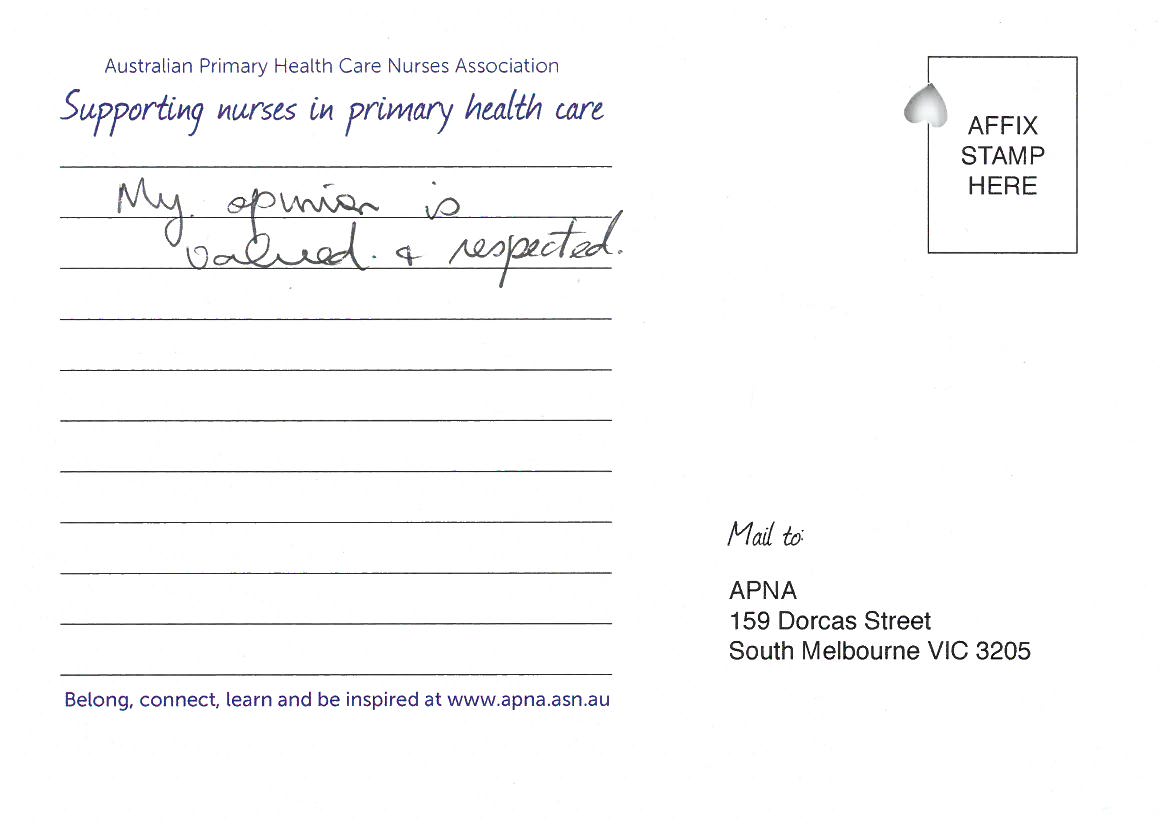 Australian Primary Health Care Nurses Association
Supporting nurses in primary health care
My opinion is
valued. & respected.
Belong, connect, learn and be inspired at www.apna.asn.au
AFFIX
STAMP
HERE
Mail to:
APNA
159 Dorcas Street
South Melbourne VIC 3205